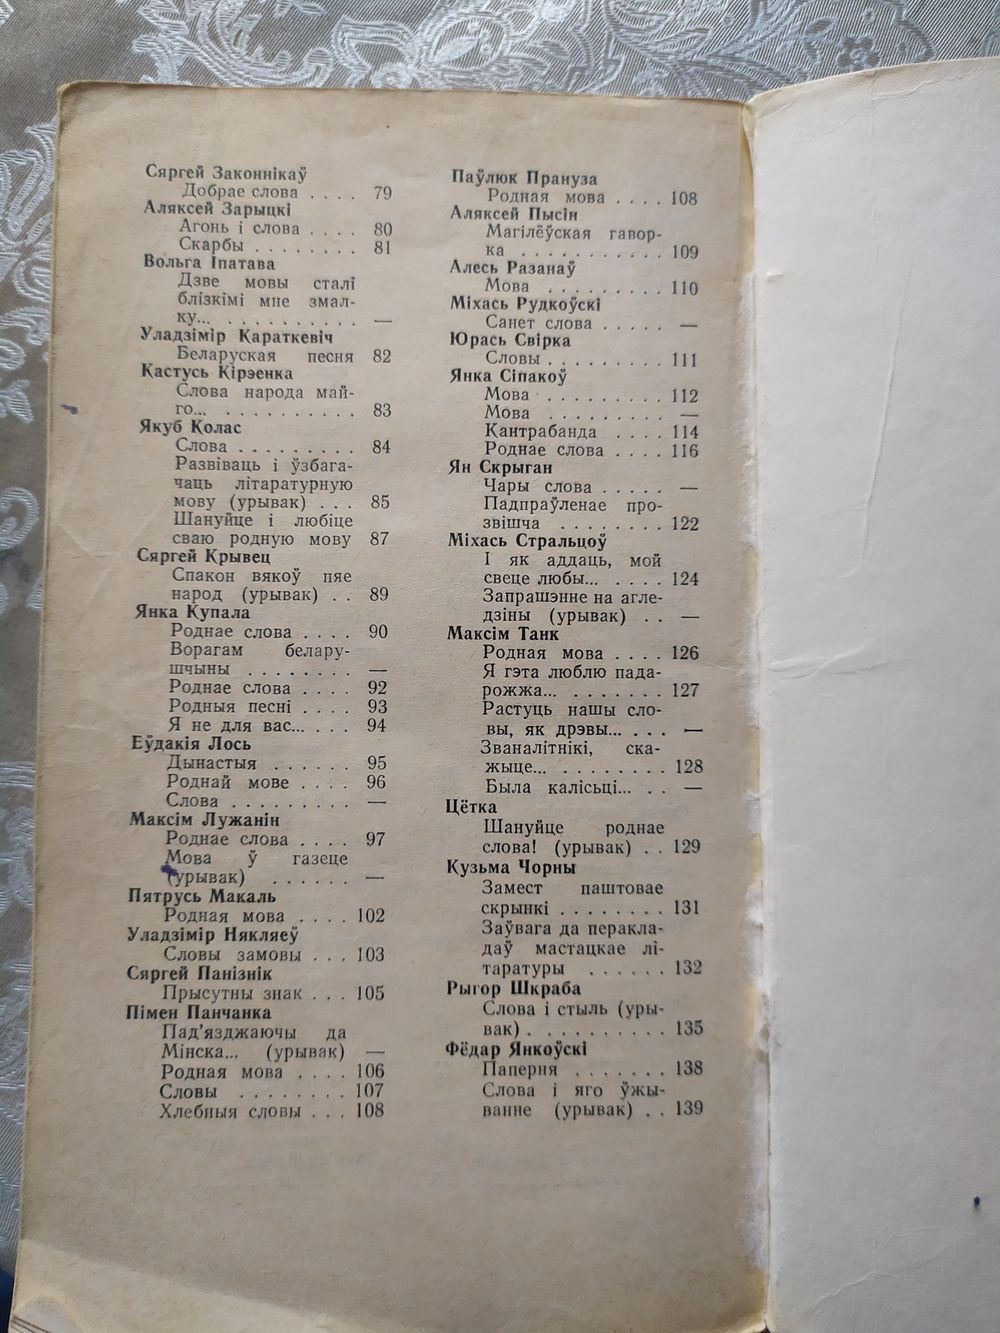 Сяргей Законнікаў
Добрае слова . . . . 79
Аляксей Зарыцкі
Агонь і слова . . . . 80
Скарбы . . . . . . . . 81
Вольга Іпатава
Дзве мовы сталі
блізкімі мне змал-
ку... . . . . . . . . . . —
Уладзімір Караткевіч
Беларуская песня 82
Кастусь Кірэенка
Слова народа май-
го... . . . . . . . . . . 83
Якуб Колас
Слова . . . . . . . . . 84
Развіваць і ўзбага-
чаць літаратурную
мову (урывак) . . . 85
Шануйце і любіце
сваю родную мову 87
Сяргей Крывец
Спакон вякоў пяе
народ (урывак) . . 89
Янка Купала
Роднае слова . . . . 90
Ворагам белару-
шчыны . . . . . . . . —
Роднае слова . . . . 92
Родныя песні . . . . 93
Я не для вас... . . . 94
Еўдакія Лось
Дынастыя . . . . . . 95
Роднай мове . . . . 96
Слова . . . . . . . . . —
Максім Лужанін
Роднае слова . . . . 97
Мова ў газеце
(урывак) . . . . . . —
Пятрусь Макаль
Родная мова . . . . 102
Уладзімір Някляеў
Словы замовы . . . 103
Сяргей Панізнік
Прысутны знак . . . 105
Пімен Панчанка
Пад'язджаючы да
Мінска... (урывак) —
Родная мова . . . . 106
Словы . . . . . . . . 107
Хлебныя словы . . . 108
Паўлюк Прануза
Родная мова . . . . 108
Аляксей Пысін
Магілёўская гавор-
ка . . . . . . . . . . . 109
Алесь Разанаў
Мова . . . . . . . . . 110
Міхась Рудкоўскі
Санет слова . . . . . —
Юрась Свірка
Словы . . . . . . . . . 111
Янка Сіпакоў
Мова . . . . . . . . . 112
Мова . . . . . . . . . —
Кантрабанда . . . . 114
Роднае слова . . . . 116
Ян Скрыган
Чары слова . . . . . —
Падпраўленае про-
звішча . . . . . . . . 122
Міхась Стральцоў
І як аддаць, мой
свеце любы... . . . . 124
Запрашэнне на агле-
дзіны (урывак) . . —
Максім Танк
Родная мова . . . . 126
Я гэта люблю пада-
рожжа... . . . . . . . 127
Растуць нашы сло-
вы, як дрэвы... . . . —
Званалітнікі, ска-
жыце... . . . . . . . . 128
Была калісьці... . . —
Цётка
Шануйце роднае
слова! (урывак) . . 129
Кузьма Чорны
Замест паштовае
скрынкі . . . . . . . . 131
Заўвага да перакла-
даў мастацкае лі-
таратуры . . . . . . 132
Рыгор Шкраба
Слова і стыль (уры-
вак) . . . . . . . . . . 135
Фёдар Янкоўскі
Паперня . . . . . . . 138
Слова і яго ўжы-
ванне (урывак) . . 139